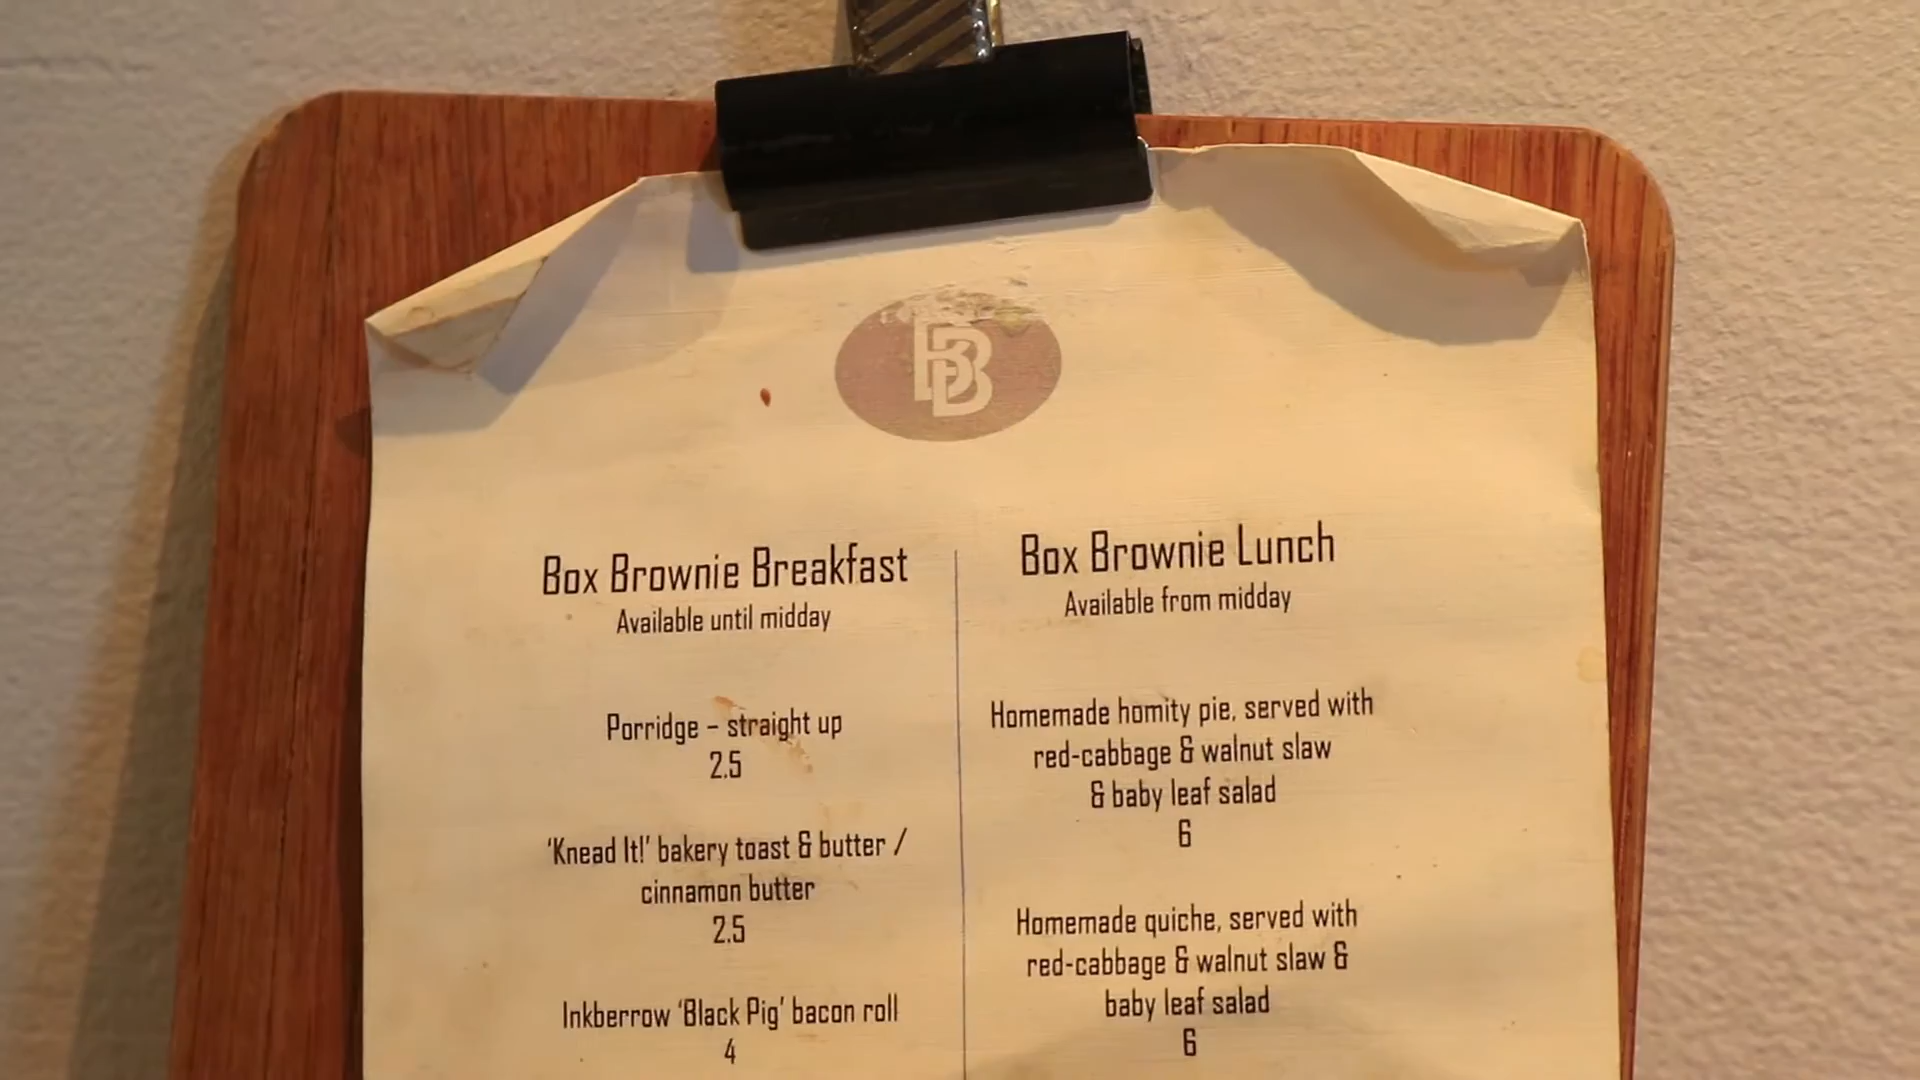 BB
Box Brownie Breakfast
Available until midday
Porridge – straight up
2.5
‘Knead It!’ bakery toast & butter /
cinnamon butter
2.5
Inkberrow ‘Black Pig’ bacon roll
4
Box Brownie Lunch
Available from midday
Homemade homity pie, served with
red-cabbage & walnut slaw
& baby leaf salad
6
Homemade quiche, served with
red-cabbage & walnut slaw &
baby leaf salad
6